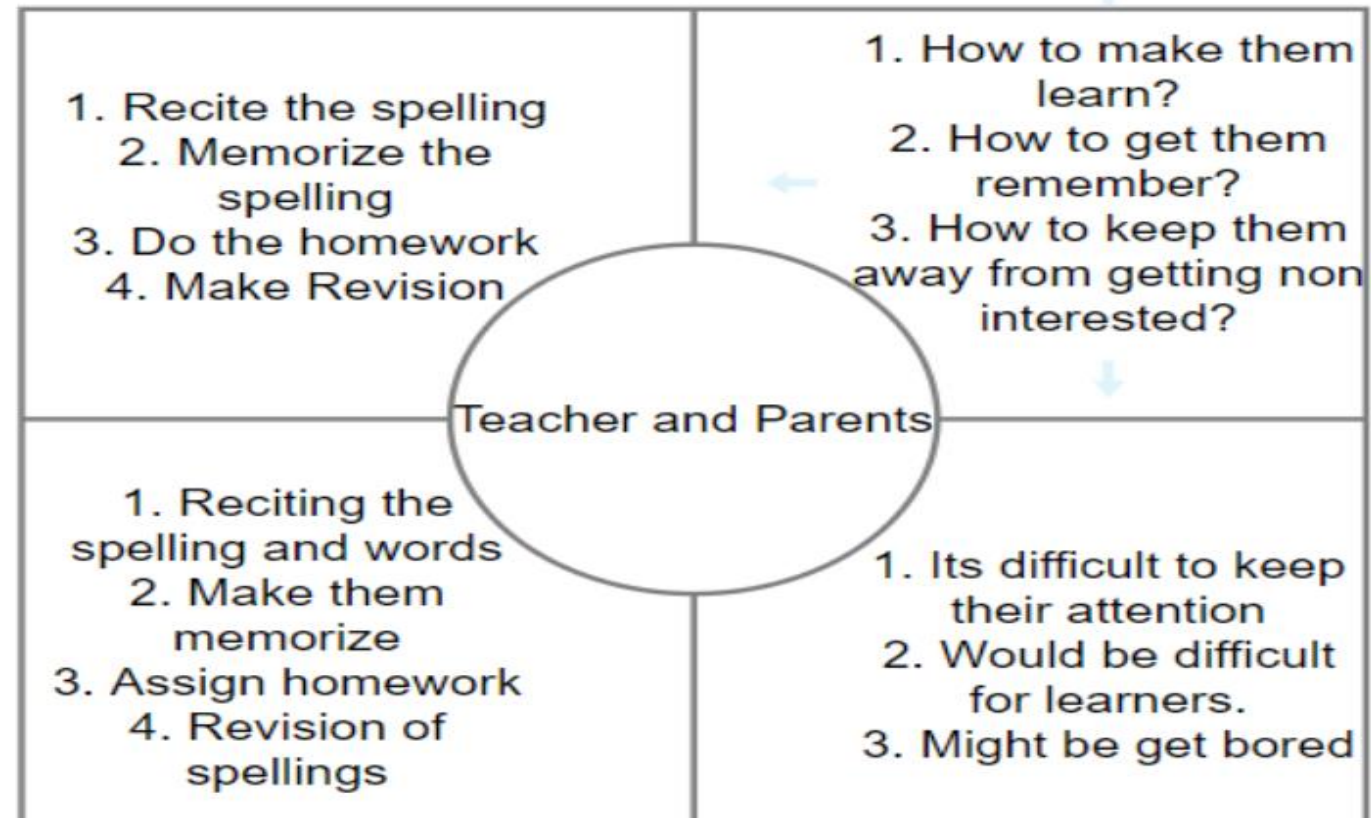 1. Recite the spelling
2. Memorize the
spelling
3. Do the homework
4. Make Revision
1. How to make them
learn?
2. How to get them
remember?
3. How to keep them
away from getting non
interested?
Teacher and Parents
1. Reciting the
spelling and words
2. Make them
memorize
3. Assign homework
4. Revision of
spellings
1. Its difficult to keep
their attention
2. Would be difficult
for learners.
3. Might be get bored